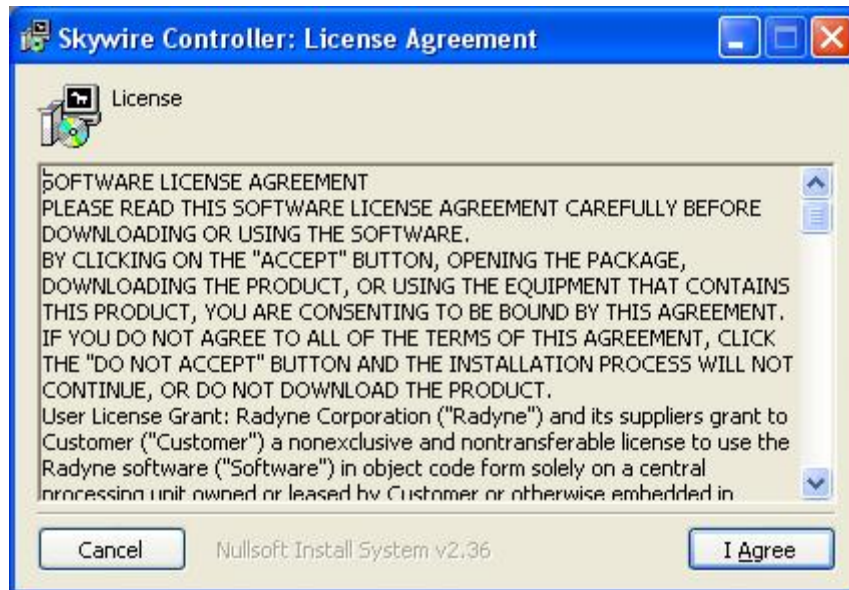 Skywire Controller: License Agreement
License
SOFTWARE LICENSE AGREEMENT
PLEASE READ THIS SOFTWARE LICENSE AGREEMENT CAREFULLY BEFORE
DOWNLOADING OR USING THE SOFTWARE.
BY CLICKING ON THE "ACCEPT" BUTTON, OPENING THE PACKAGE,
DOWNLOADING THE PRODUCT, OR USING THE EQUIPMENT THAT CONTAINS
THIS PRODUCT, YOU ARE CONSENTING TO BE BOUND BY THIS AGREEMENT.
IF YOU DO NOT AGREE TO ALL OF THE TERMS OF THIS AGREEMENT, CLICK
THE "DO NOT ACCEPT" BUTTON AND THE INSTALLATION PROCESS WILL NOT
CONTINUE, OR DO NOT DOWNLOAD THE PRODUCT.
User License Grant: Radyne Corporation ("Radyne") and its suppliers grant to
Customer ("Customer") a nonexclusive and nontransferable license to use the
Radyne software ("Software") in object code form solely on a central
processing unit owned or leased by Customer or otherwise embedded in
Cancel
Nullsoft Install System v2.36
I Agree